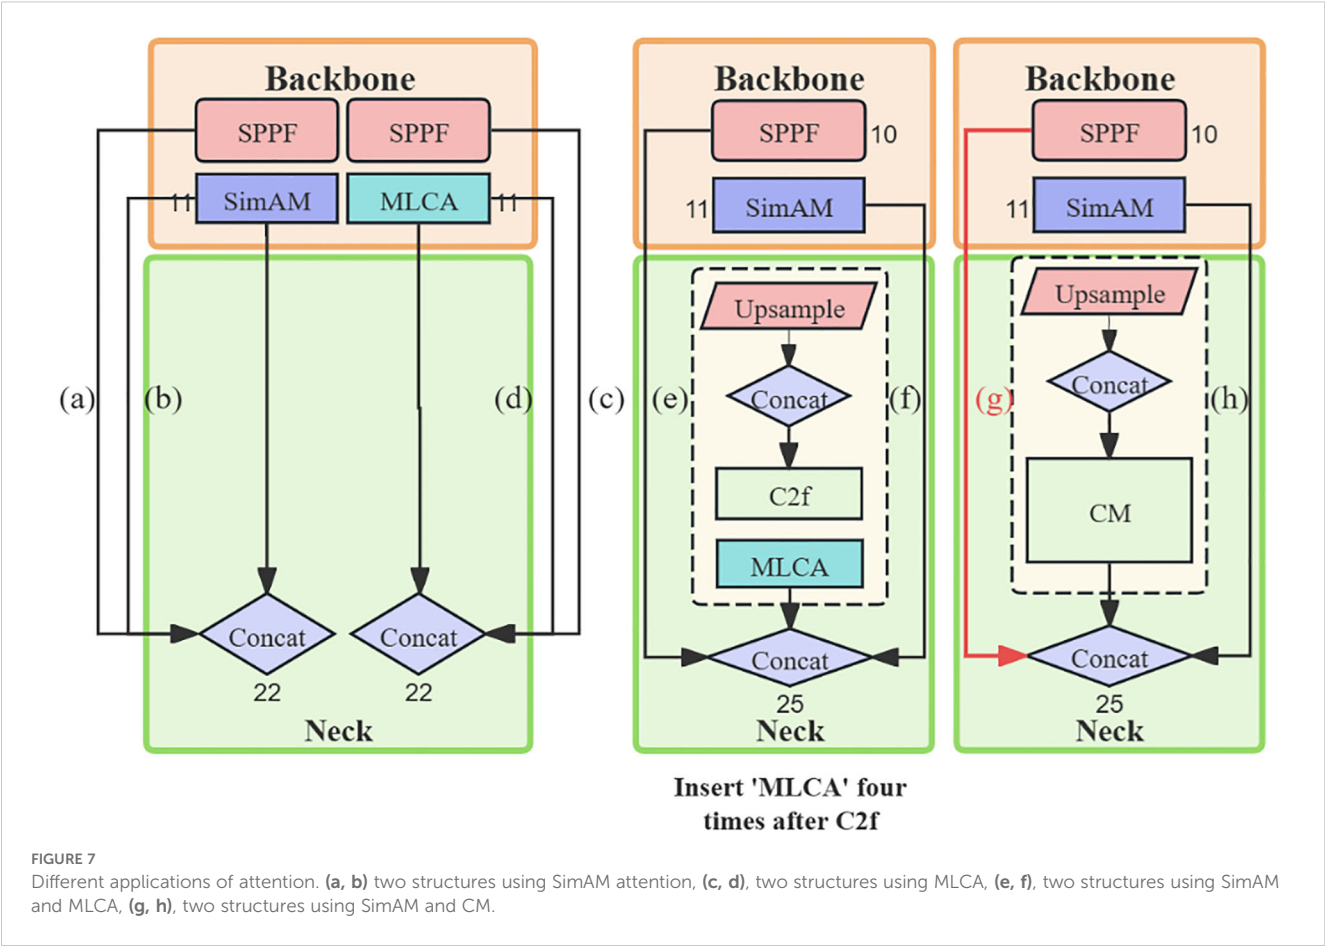 Backbone
SPPF
SPPF
11
SimAM
MLCA
11
(a)
(b)
(d)
(c)
Concat
Concat
22
22
Neck
Backbone
SPPF
10
11
SimAM
Upsample
Concat
(e)
(f)
C2f
MLCA
Concat
25
Neck
Insert 'MLCA' four
times after C2f
Backbone
SPPF
10
11
SimAM
Upsample
Concat
(g)
(h)
CM
Concat
25
Neck
FIGURE 7
Different applications of attention. (a, b) two structures using SimAM attention, (c, d), two structures using MLCA, (e, f), two structures using SimAM
and MLCA, (g, h), two structures using SimAM and CM.